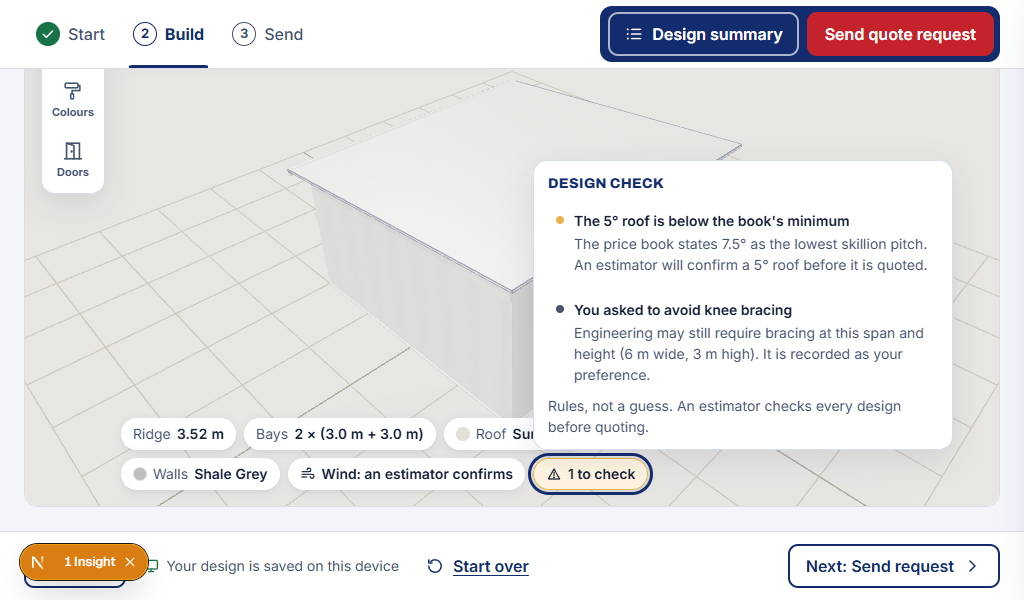 Start
2 Build
3 Send
Design summary
Send quote request
Colours
Doors
DESIGN CHECK
The 5° roof is below the book's minimum
The price book states 7.5° as the lowest skillion pitch.
An estimator will confirm a 5° roof before it is quoted.
You asked to avoid knee bracing
Engineering may still require bracing at this span and
height (6 m wide, 3 m high). It is recorded as your
preference.
Rules, not a guess. An estimator checks every design
before quoting.
Ridge 3.52 m
Bays 2 × (3.0 m + 3.0 m)
Roof
Walls Shale Grey
Wind: an estimator confirms
1 to check
N 1 Insight
Your design is saved on this device
Start over
Next: Send request